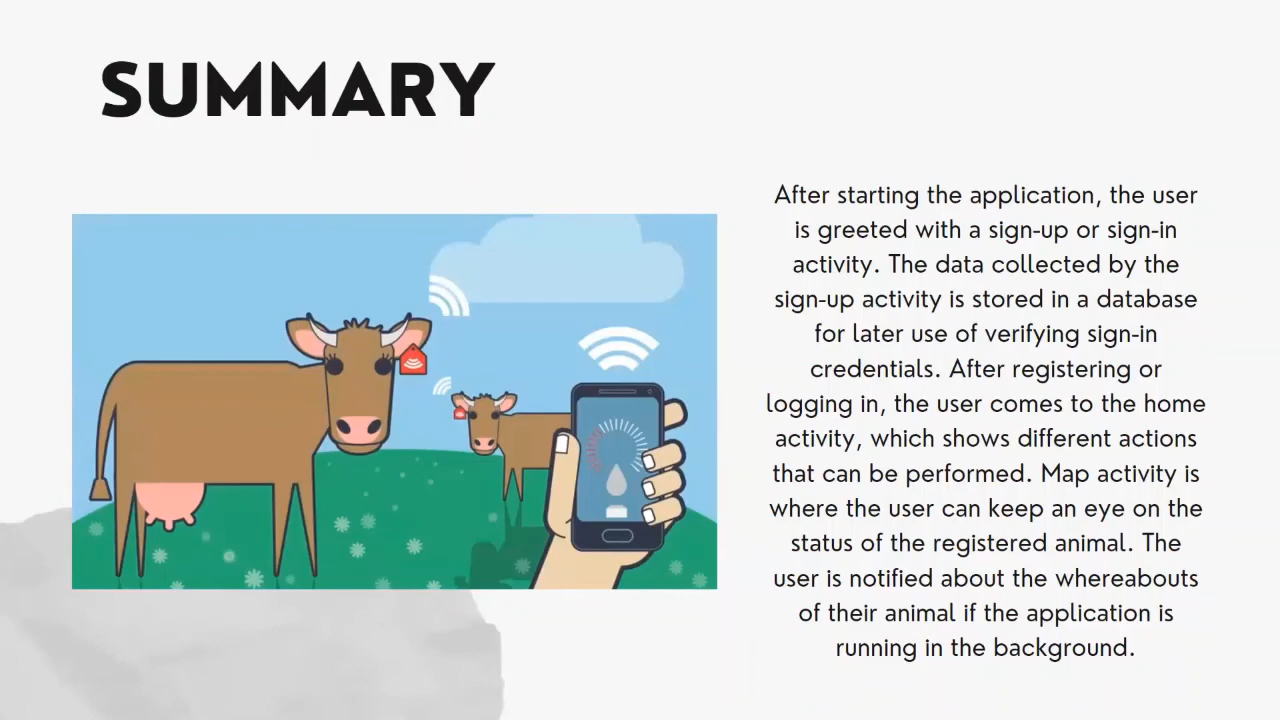 SUMMARY
After starting the application, the user
is greeted with a sign-up or sign-in
activity. The data collected by the
sign-up activity is stored in a database
for later use of verifying sign-in
credentials. After registering or
logging in, the user comes to the home
activity, which shows different actions
that can be performed. Map activity is
where the user can keep an eye on the
status of the registered animal. The
user is notified about the whereabouts
of their animal if the application is
running in the background.